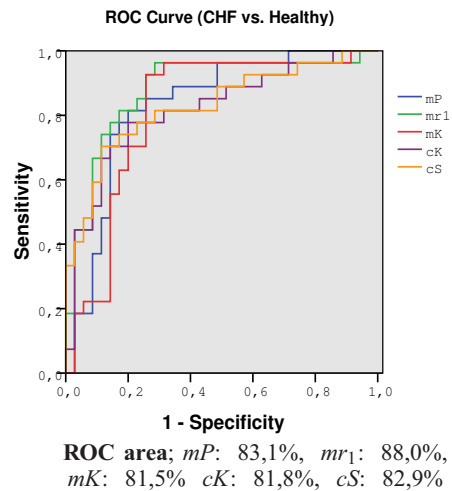 ROC Curve (CHF vs. Healthy)
1,0
0,8
0,6
0,4
0,2
0,0
Sensitivity
0,0 0,2 0,4 0,6 0,8 1,0
1 - Specificity
mP
mr1
mK
cK
cS
ROC area; mP: 83,1%, mr₁: 88,0%,
mK: 81,5% cK: 81,8%, cS: 82,9%